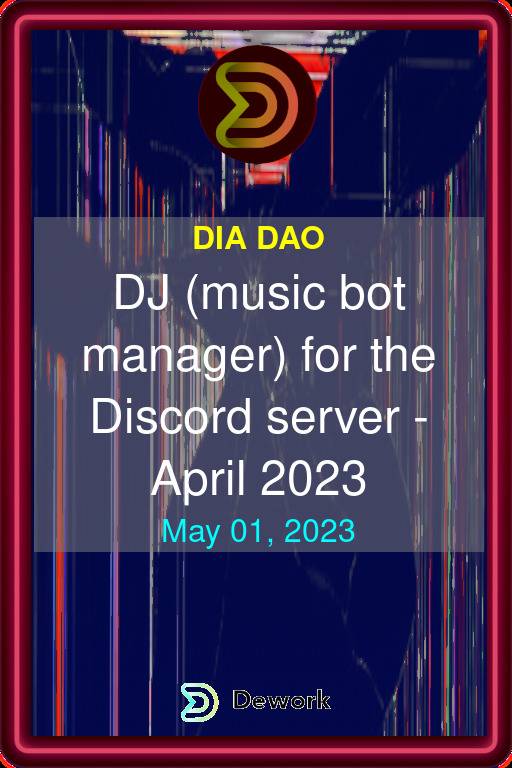 DIA DAO
DJ (music bot
manager) for the
Discord server -
April 2023
May 01, 2023
Dework